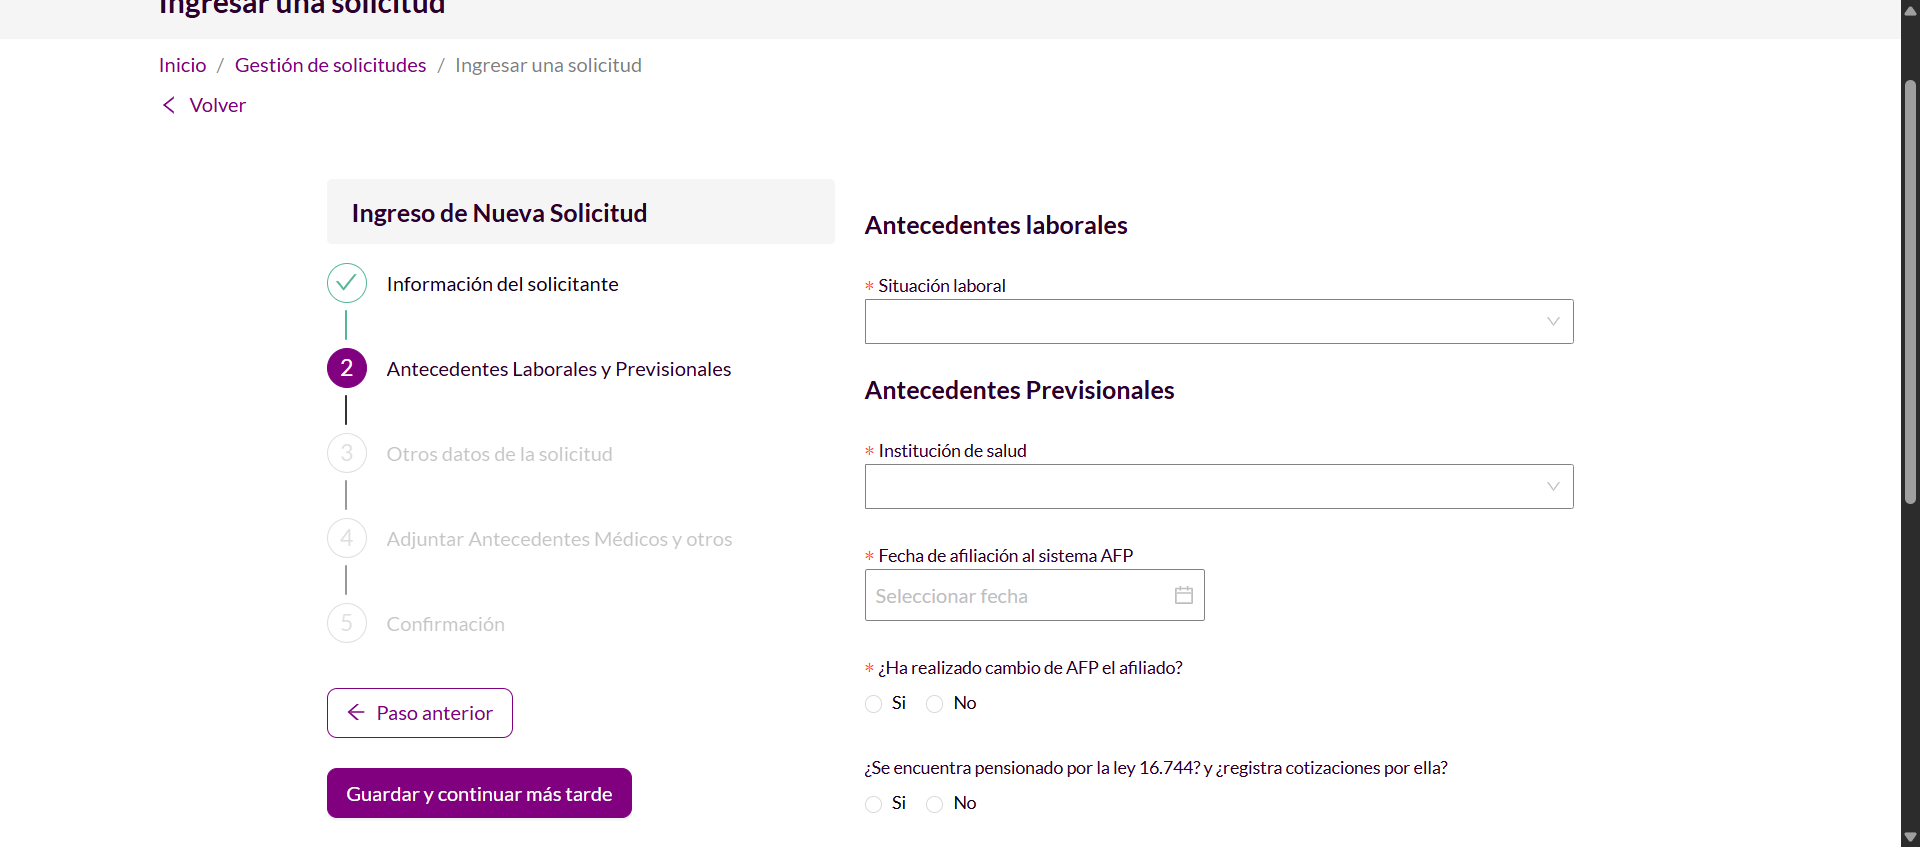 Ingresar una solicitud
Inicio / Gestión de solicitudes / Ingresar una solicitud
Volver
Ingreso de Nueva Solicitud
Información del solicitante
2 Antecedentes Laborales y Previsionales
3 Otros datos de la solicitud
4 Adjuntar Antecedentes Médicos y otros
5 Confirmación
Paso anterior
Guardar y continuar más tarde
Antecedentes laborales
* Situación laboral
Antecedentes Previsionales
* Institución de salud
* Fecha de afiliación al sistema AFP
Seleccionar fecha
* ¿Ha realizado cambio de AFP el afiliado?
Si No
¿Se encuentra pensionado por la ley 16.744? y ¿registra cotizaciones por ella?
Si No